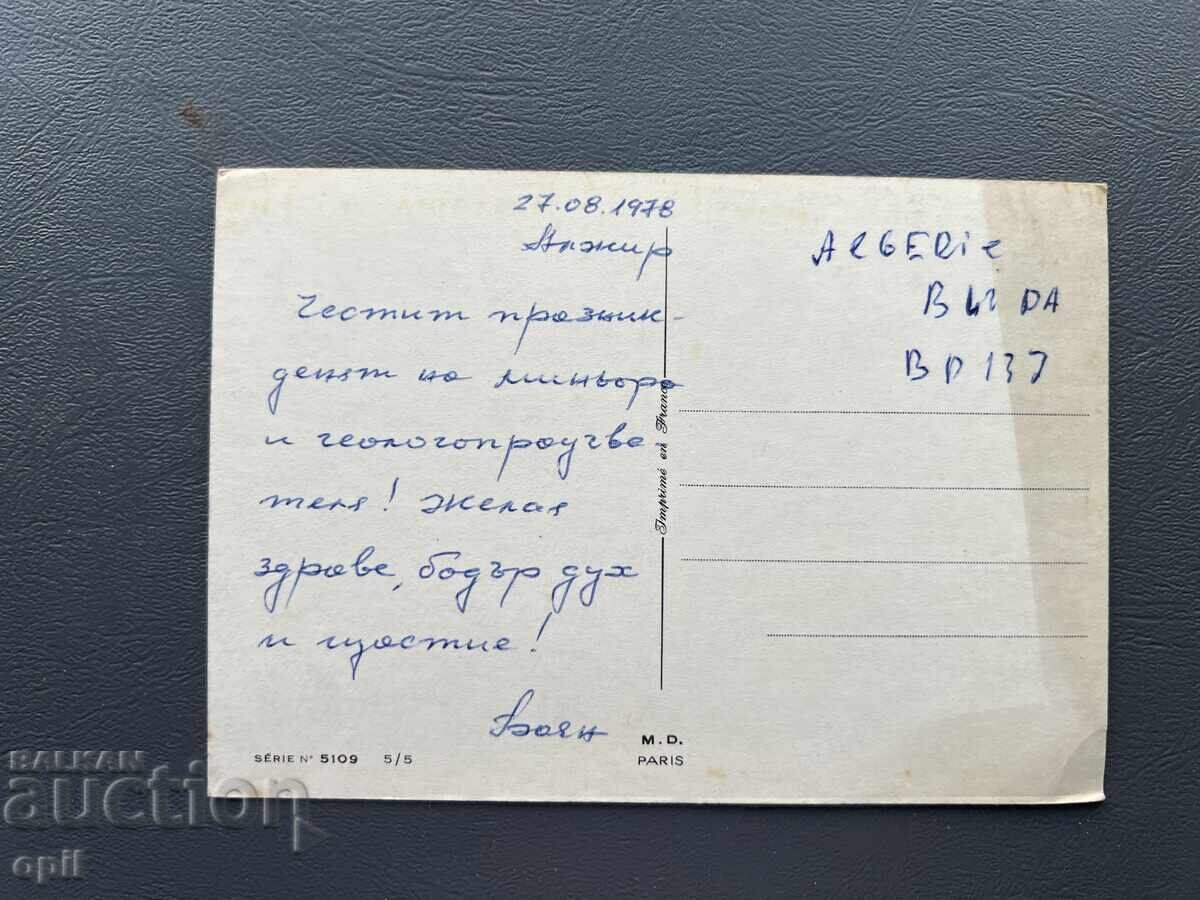 27.08.1978
Алжир
Честит празник -
денят на миньора
и геологопроучва-
теля! Желая
здраве, бодър дух
и щастие!
Боян
ALGERIE
BLIDA
BP 137
Imprimé en France
SÉRIE N° 5109 5/5
M.D.
PARIS
BALKAN
auction
opil